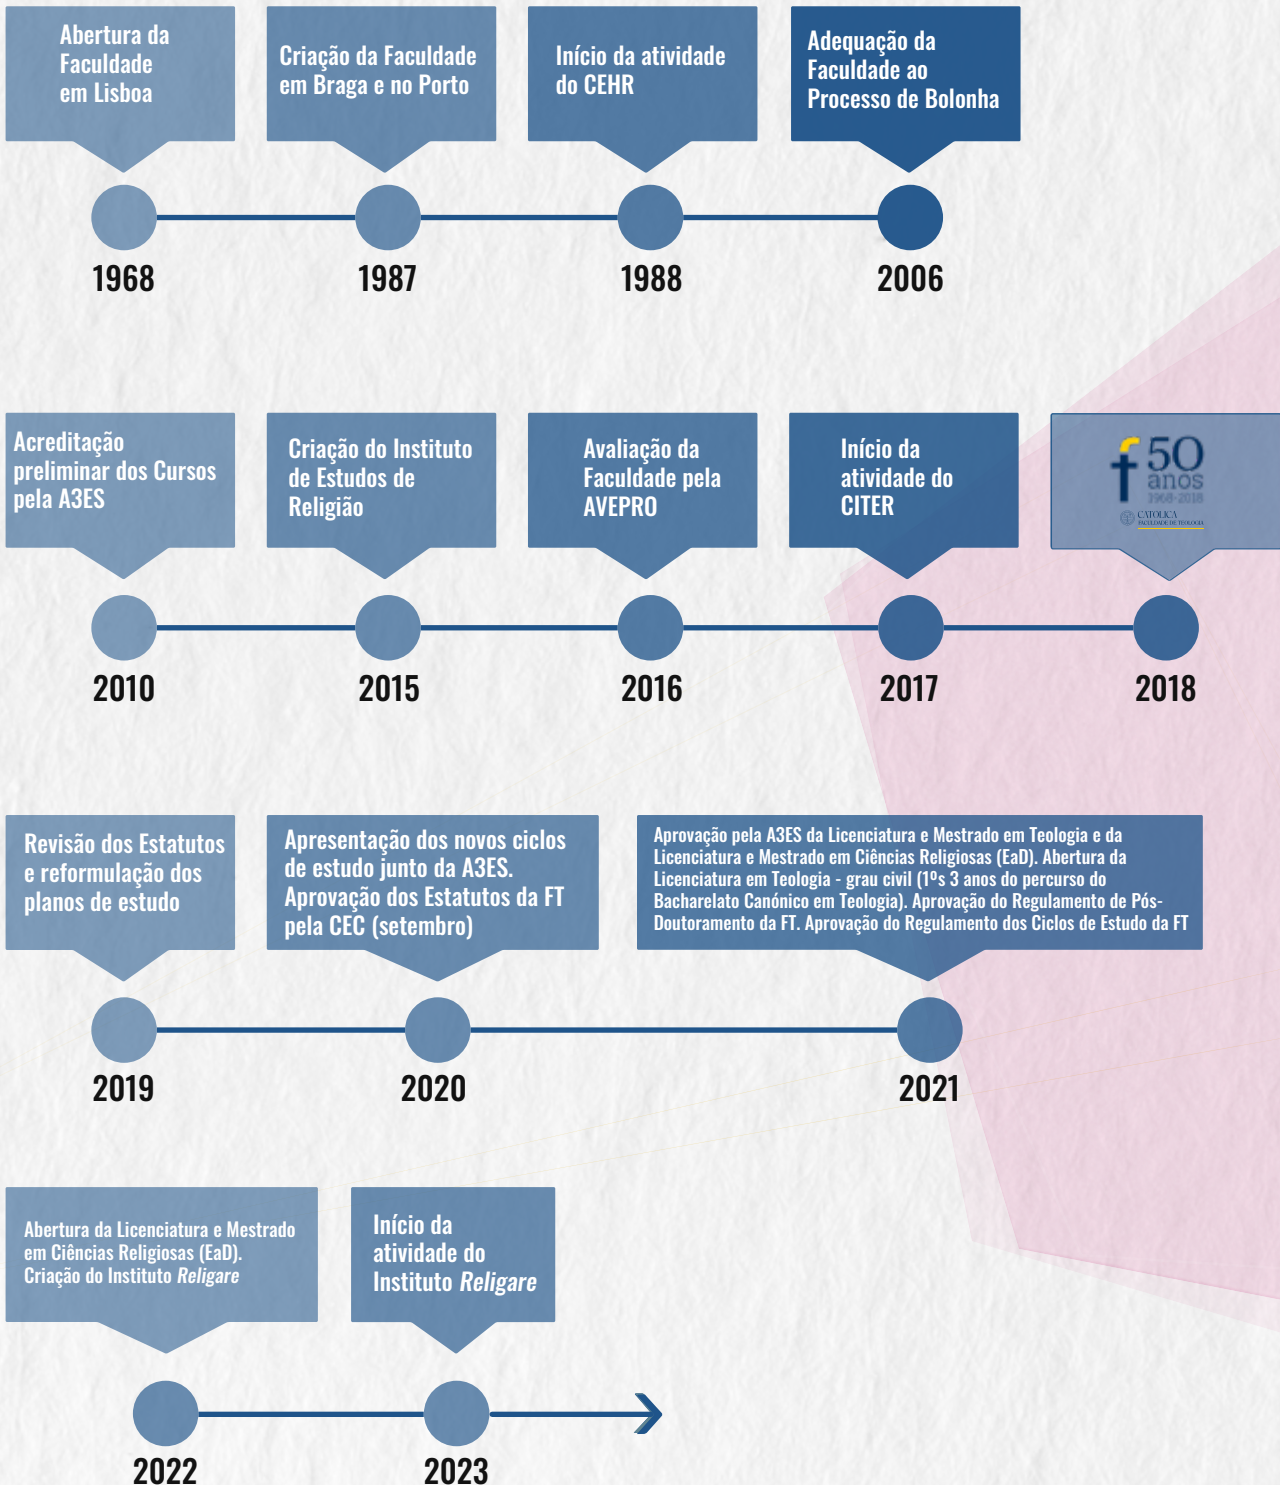 Abertura da
Faculdade
em Lisboa
Criação da Faculdade
em Braga e no Porto
Início da atividade
do CEHR
Adequação da
Faculdade ao
Processo de Bolonha
1968
1987
1988
2006
Acreditação
preliminar dos Cursos
pela A3ES
Criação do Instituto
de Estudos de
Religião
Avaliação da
Faculdade pela
AVEPRO
Início da
atividade do
CITER
f 50
anos
1968-2018
CATOLICA
FACULDADE DE TEOLOGIA
2010
2015
2016
2017
2018
Revisão dos Estatutos
e reformulação dos
planos de estudo
Apresentação dos novos ciclos
de estudo junto da A3ES.
Aprovação dos Estatutos da FT
pela CEC (setembro)
Aprovação pela A3ES da Licenciatura e Mestrado em Teologia e da
Licenciatura e Mestrado em Ciências Religiosas (EaD). Abertura da
Licenciatura em Teologia - grau civil (1ºs 3 anos do percurso do
Bacharelato Canónico em Teologia). Aprovação do Regulamento de Pós-
Doutoramento da FT. Aprovação do Regulamento dos Ciclos de Estudo da FT
2019
2020
2021
Abertura da Licenciatura e Mestrado
em Ciências Religiosas (EaD).
Criação do Instituto Religare
Início da
atividade do
Instituto Religare
2022
2023